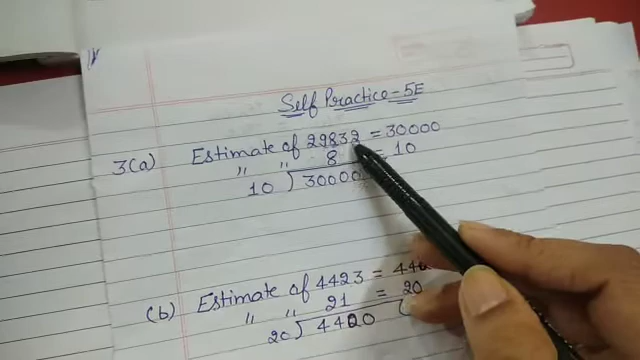 Self Practice - 5E
3(a) Estimate of 29832 = 30000
" " 8 = 10
10 ) 30000
(b) Estimate of 4423 = 44
" " 21 = 20
20 ) 4420 (